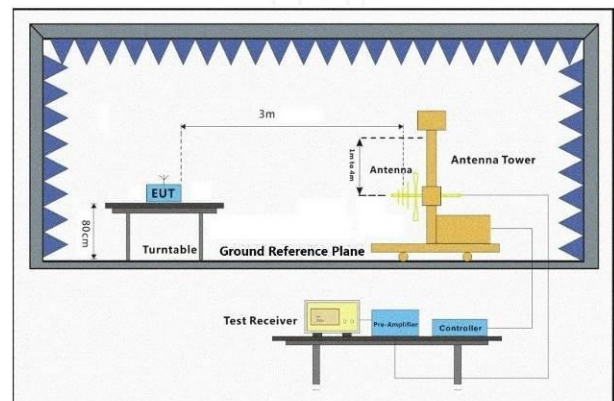 3m
1m to 4m
Antenna
Antenna Tower
EUT
80cm
Turntable
Ground Reference Plane
Test Receiver
Pre-Amplifier
Controller